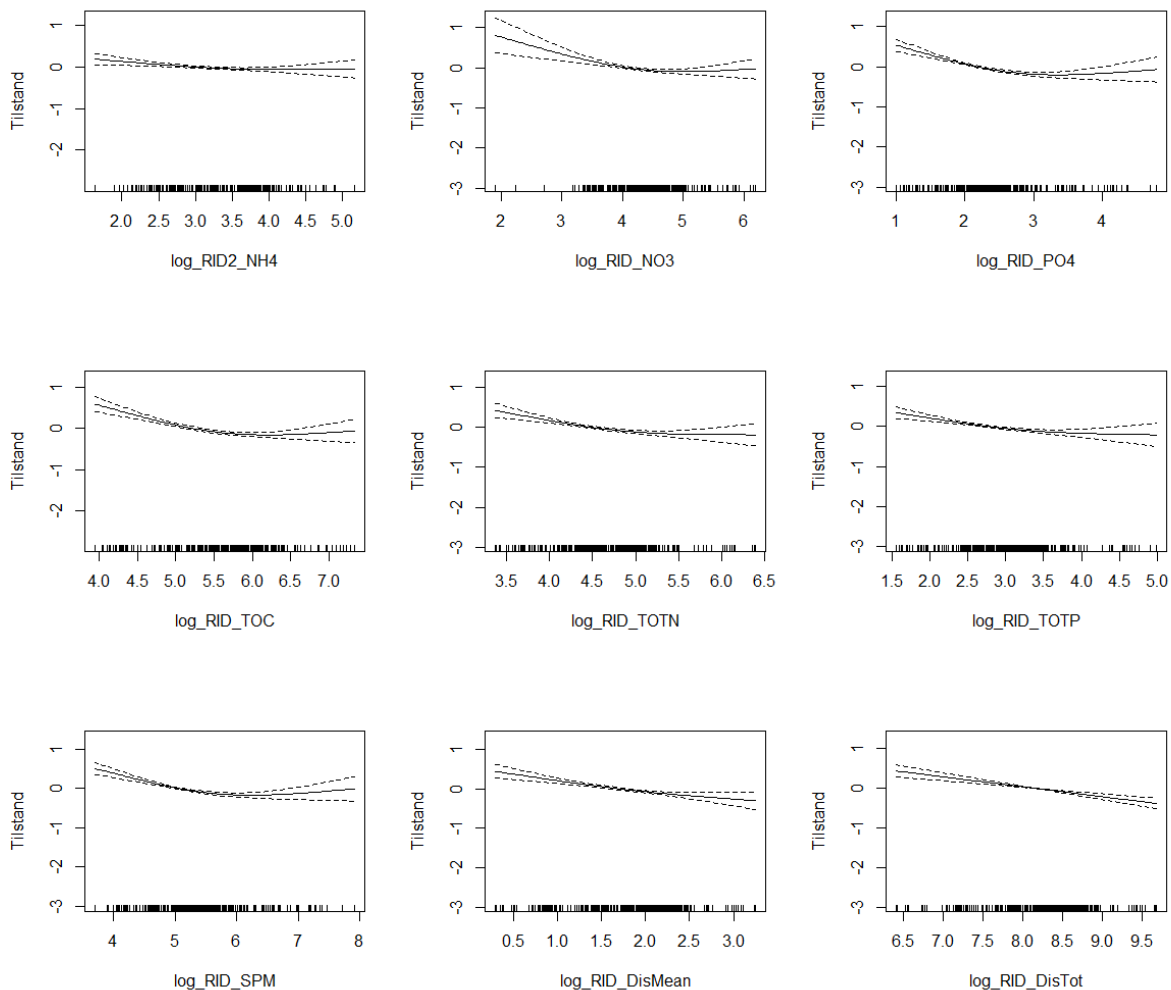 Tilstand
1
0
-1
-2
2.0 2.5 3.0 3.5 4.0 4.5 5.0
log_RID2_NH4
Tilstand
1
0
-1
-2
-3
2 3 4 5 6
log_RID_NO3
Tilstand
1
0
-1
-2
-3
1 2 3 4
log_RID_PO4
Tilstand
1
0
-1
-2
4.0 4.5 5.0 5.5 6.0 6.5 7.0
log_RID_TOC
Tilstand
1
0
-1
-2
-3
3.5 4.0 4.5 5.0 5.5 6.0 6.5
log_RID_TOTN
Tilstand
1
0
-1
-2
-3
1.5 2.0 2.5 3.0 3.5 4.0 4.5 5.0
log_RID_TOTP
Tilstand
1
0
-1
-2
-3
4 5 6 7 8
log_RID_SPM
Tilstand
1
0
-1
-2
-3
0.5 1.0 1.5 2.0 2.5 3.0
log_RID_DisMean
Tilstand
1
0
-1
-2
-3
6.5 7.0 7.5 8.0 8.5 9.0 9.5
log_RID_DisTot